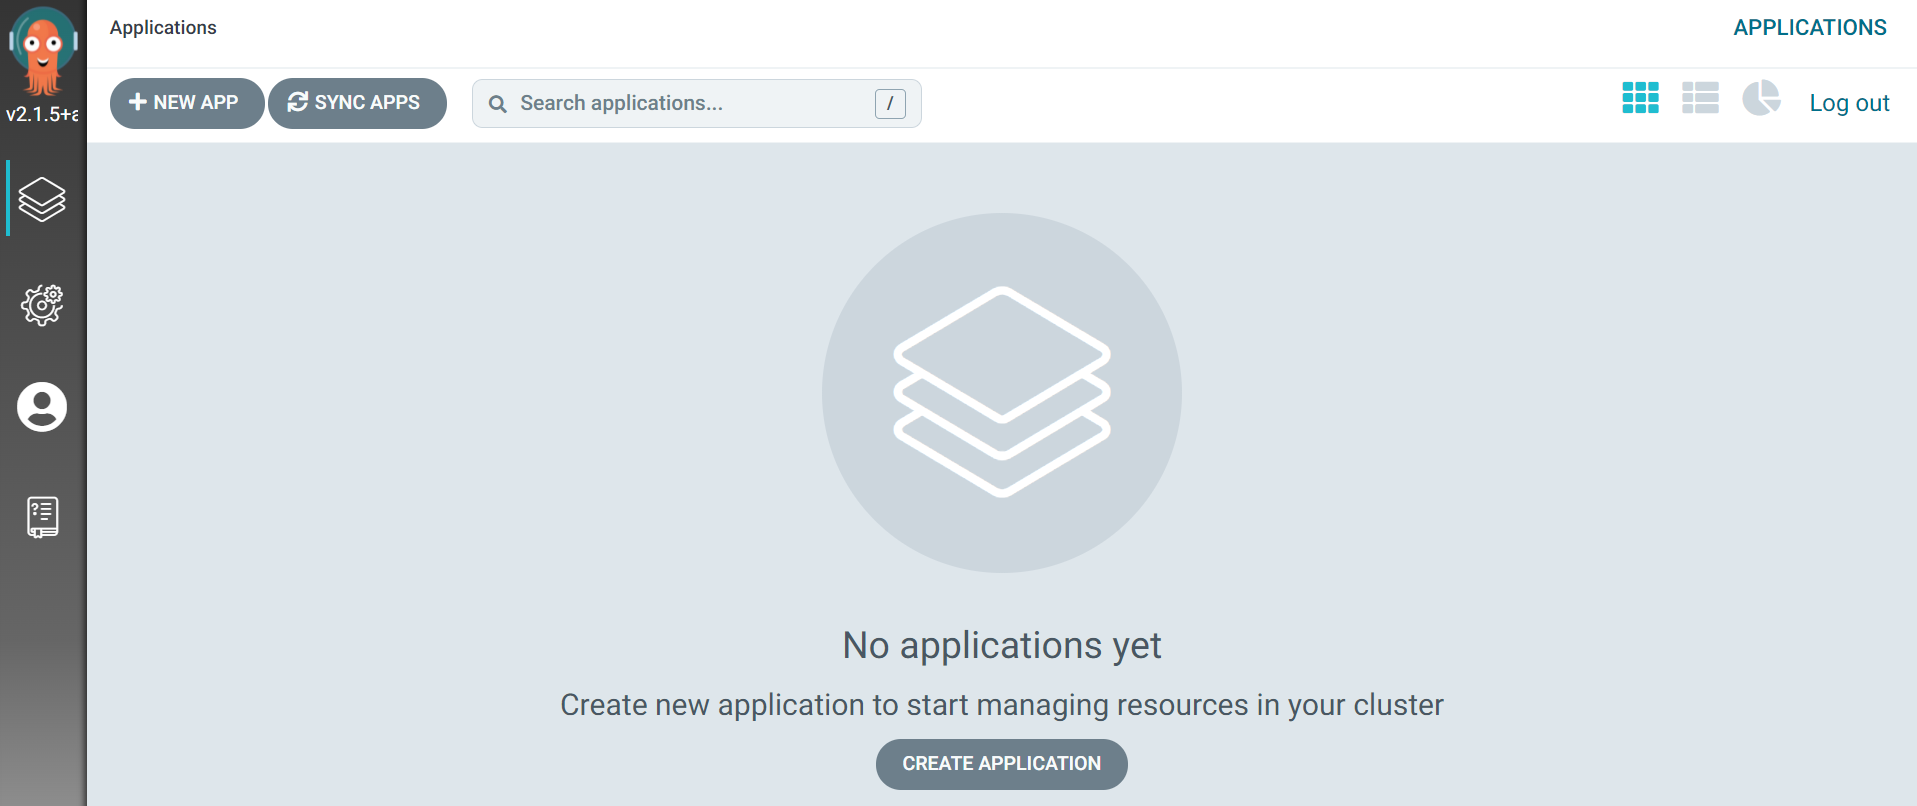 Applications
APPLICATIONS
NEW APP
SYNC APPS
Search applications...
/
Log out
v2.1.5+a
No applications yet
Create new application to start managing resources in your cluster
CREATE APPLICATION